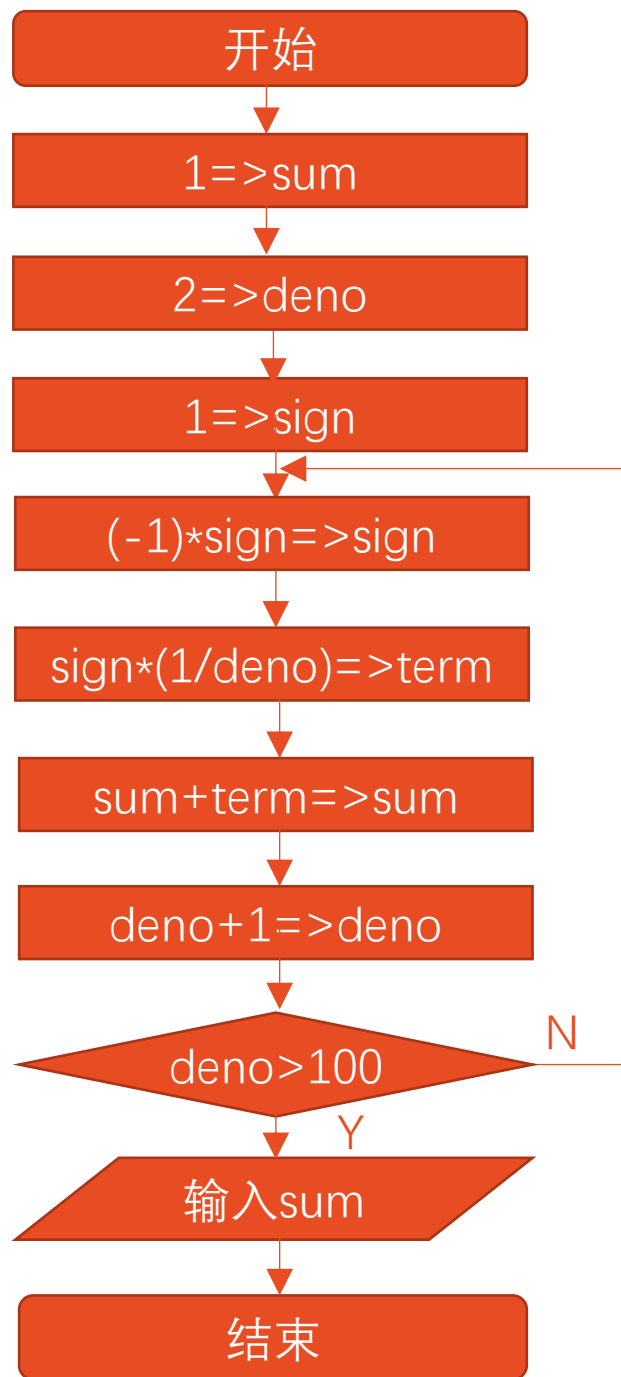 开始
1=>sum
2=>deno
1=>sign
(-1)*sign=>sign
sign*(1/deno)=>term
sum+term=>sum
deno+1=>deno
deno>100
N
Y
输入sum
结束